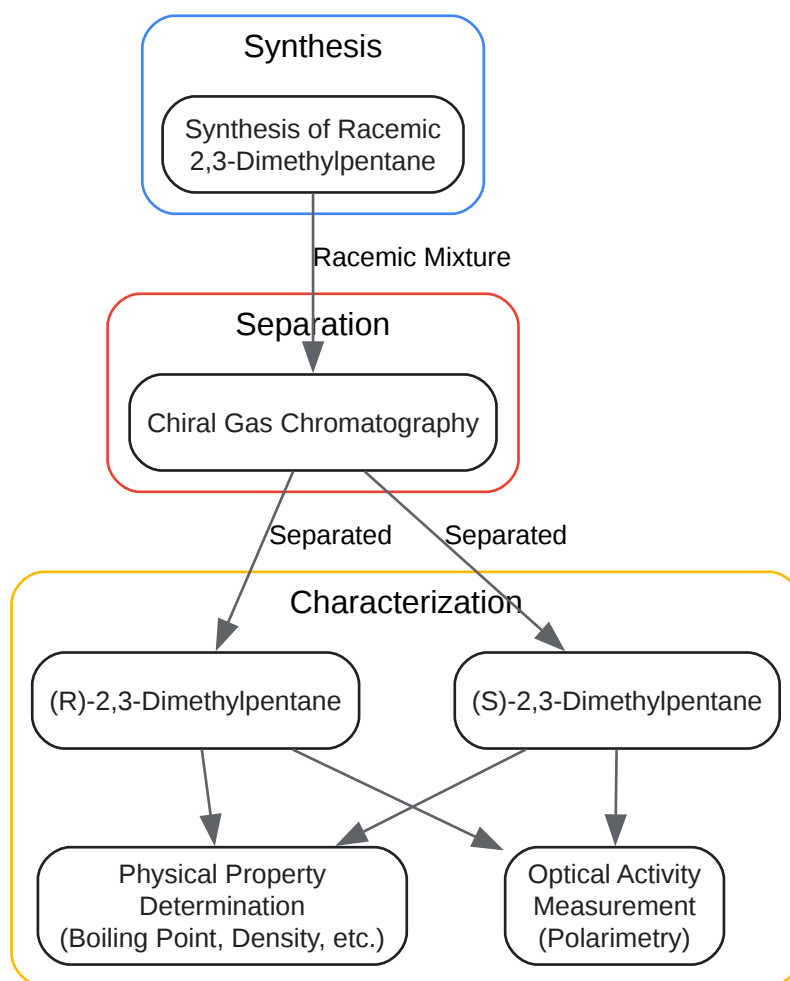 Synthesis
Synthesis of Racemic
2,3-Dimethylpentane
Racemic Mixture
Separation
Chiral Gas Chromatography
Separated
Separated
Characterization
(R)-2,3-Dimethylpentane
(S)-2,3-Dimethylpentane
Physical Property
Determination
(Boiling Point, Density, etc.)
Optical Activity
Measurement
(Polarimetry)